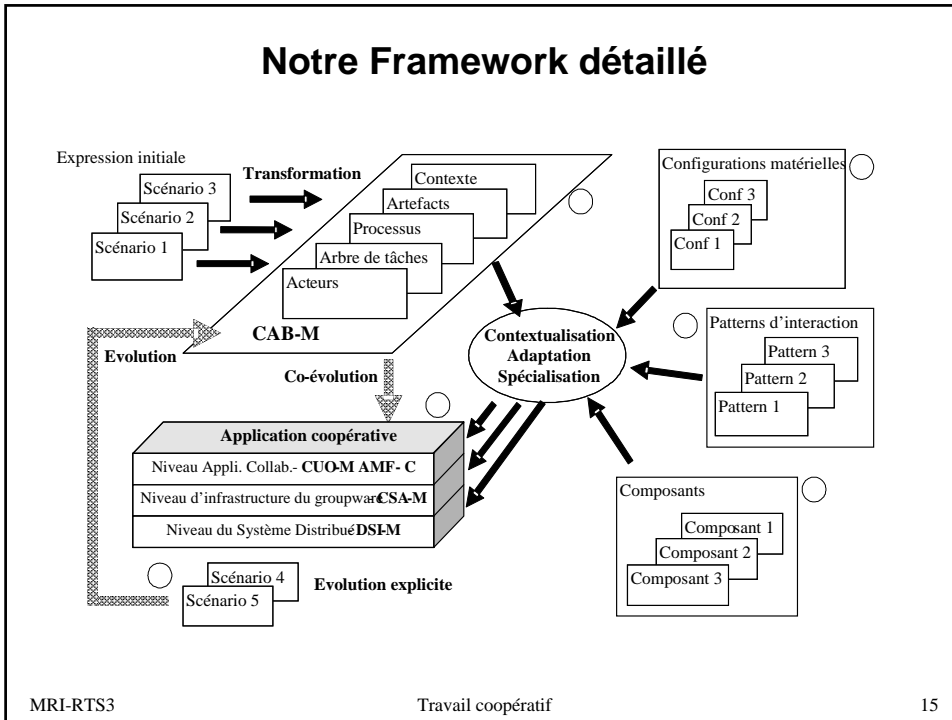 Notre Framework détaillé
Expression initiale
Scénario 3
Scénario 2
Scénario 1
Transformation
Contexte
Artefacts
Processus
Arbre de tâches
Acteurs
CAB-M
Configurations matérielles
Conf 3
Conf 2
Conf 1
Contextualisation
Adaptation
Spécialisation
Patterns d'interaction
Pattern 3
Pattern 2
Pattern 1
Evolution
Co-évolution
Application coopérative
Niveau Appli. Collab.- CUO-M AMF- C
Niveau d'infrastructure du groupware CSA-M
Niveau du Système Distribué DSI-M
Composants
Composant 1
Composant 2
Composant 3
Scénario 4
Scénario 5
Evolution explicite
MRI-RTS3
Travail coopératif
15